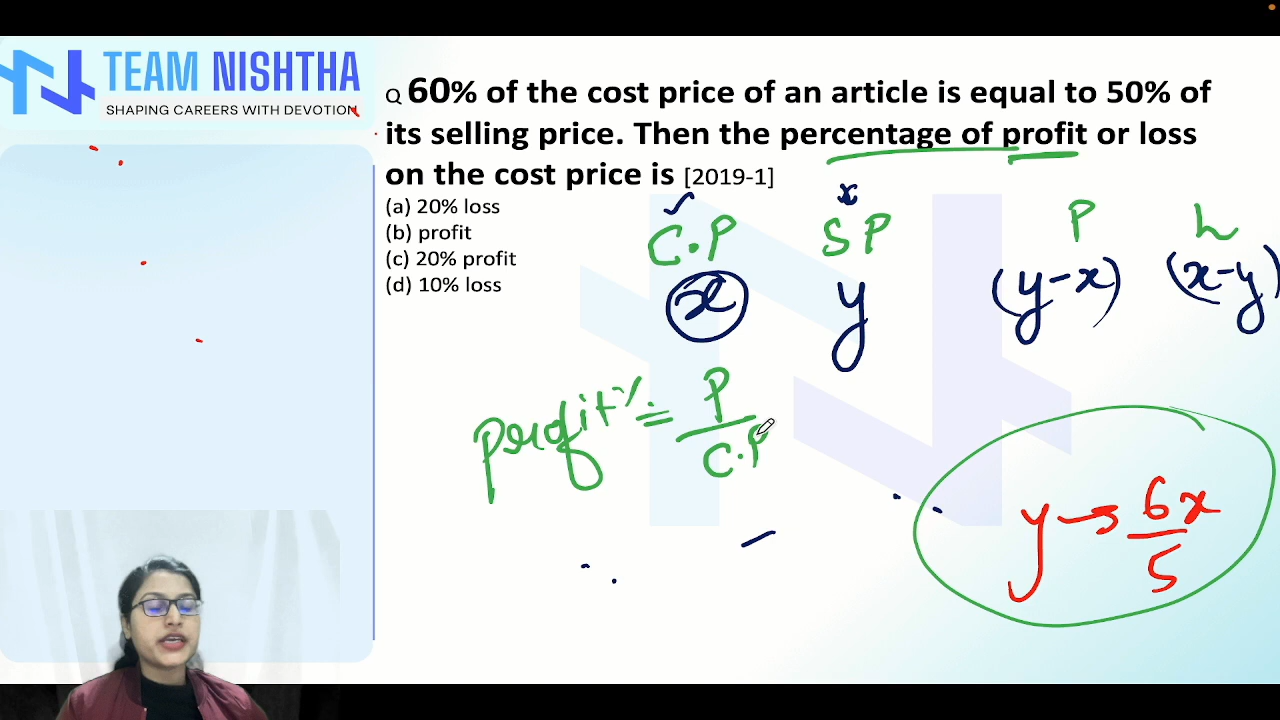 TEAM NISHTHA
SHAPING CAREERS WITH DEVOTION
Q 60% of the cost price of an article is equal to 50% of
its selling price. Then the percentage of profit or loss
on the cost price is [2019-1]
(a) 20% loss
(b) profit
(c) 20% profit
(d) 10% loss
x
C.P SP P L
x y (y-x) (x-y)
profit% = P/C.P
y → 6x/5